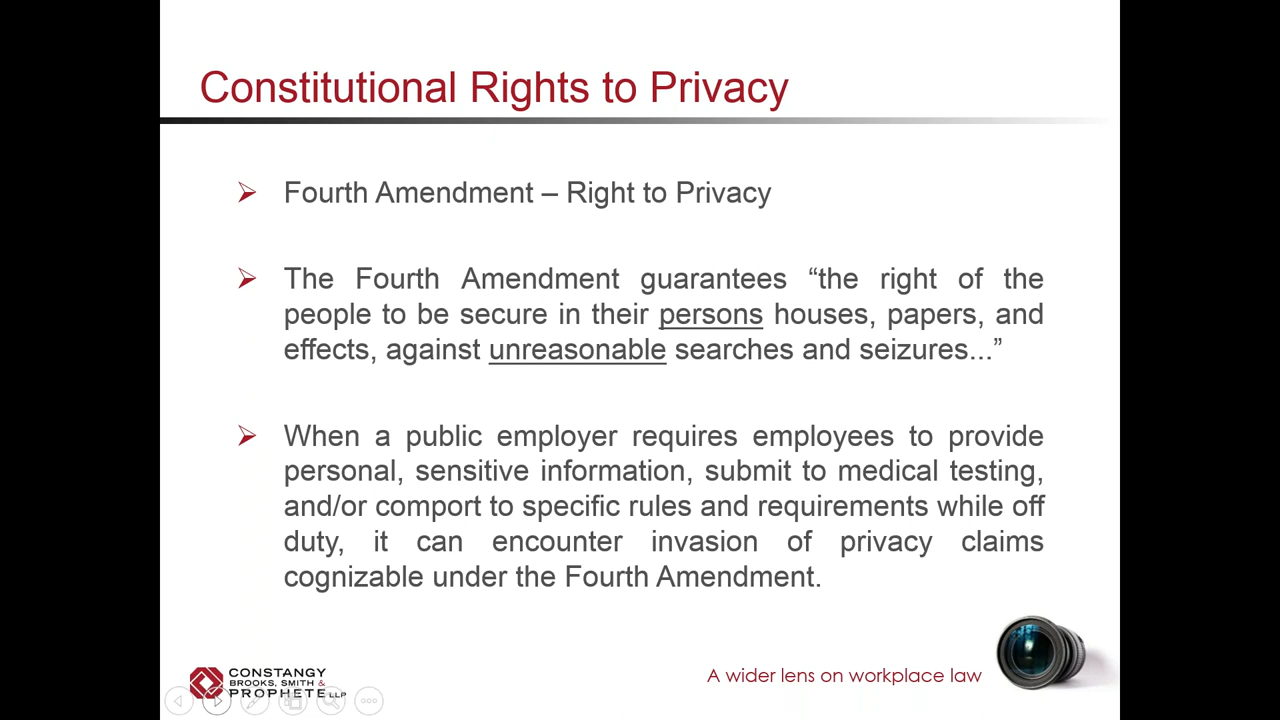 Constitutional Rights to Privacy
Fourth Amendment – Right to Privacy
The Fourth Amendment guarantees “the right of the
people to be secure in their persons houses, papers, and
effects, against unreasonable searches and seizures...”
When a public employer requires employees to provide
personal, sensitive information, submit to medical testing,
and/or comport to specific rules and requirements while off
duty, it can encounter invasion of privacy claims
cognizable under the Fourth Amendment.
CONSTANGY
BROOKS, SMITH &
PROPHETE LLP
A wider lens on workplace law